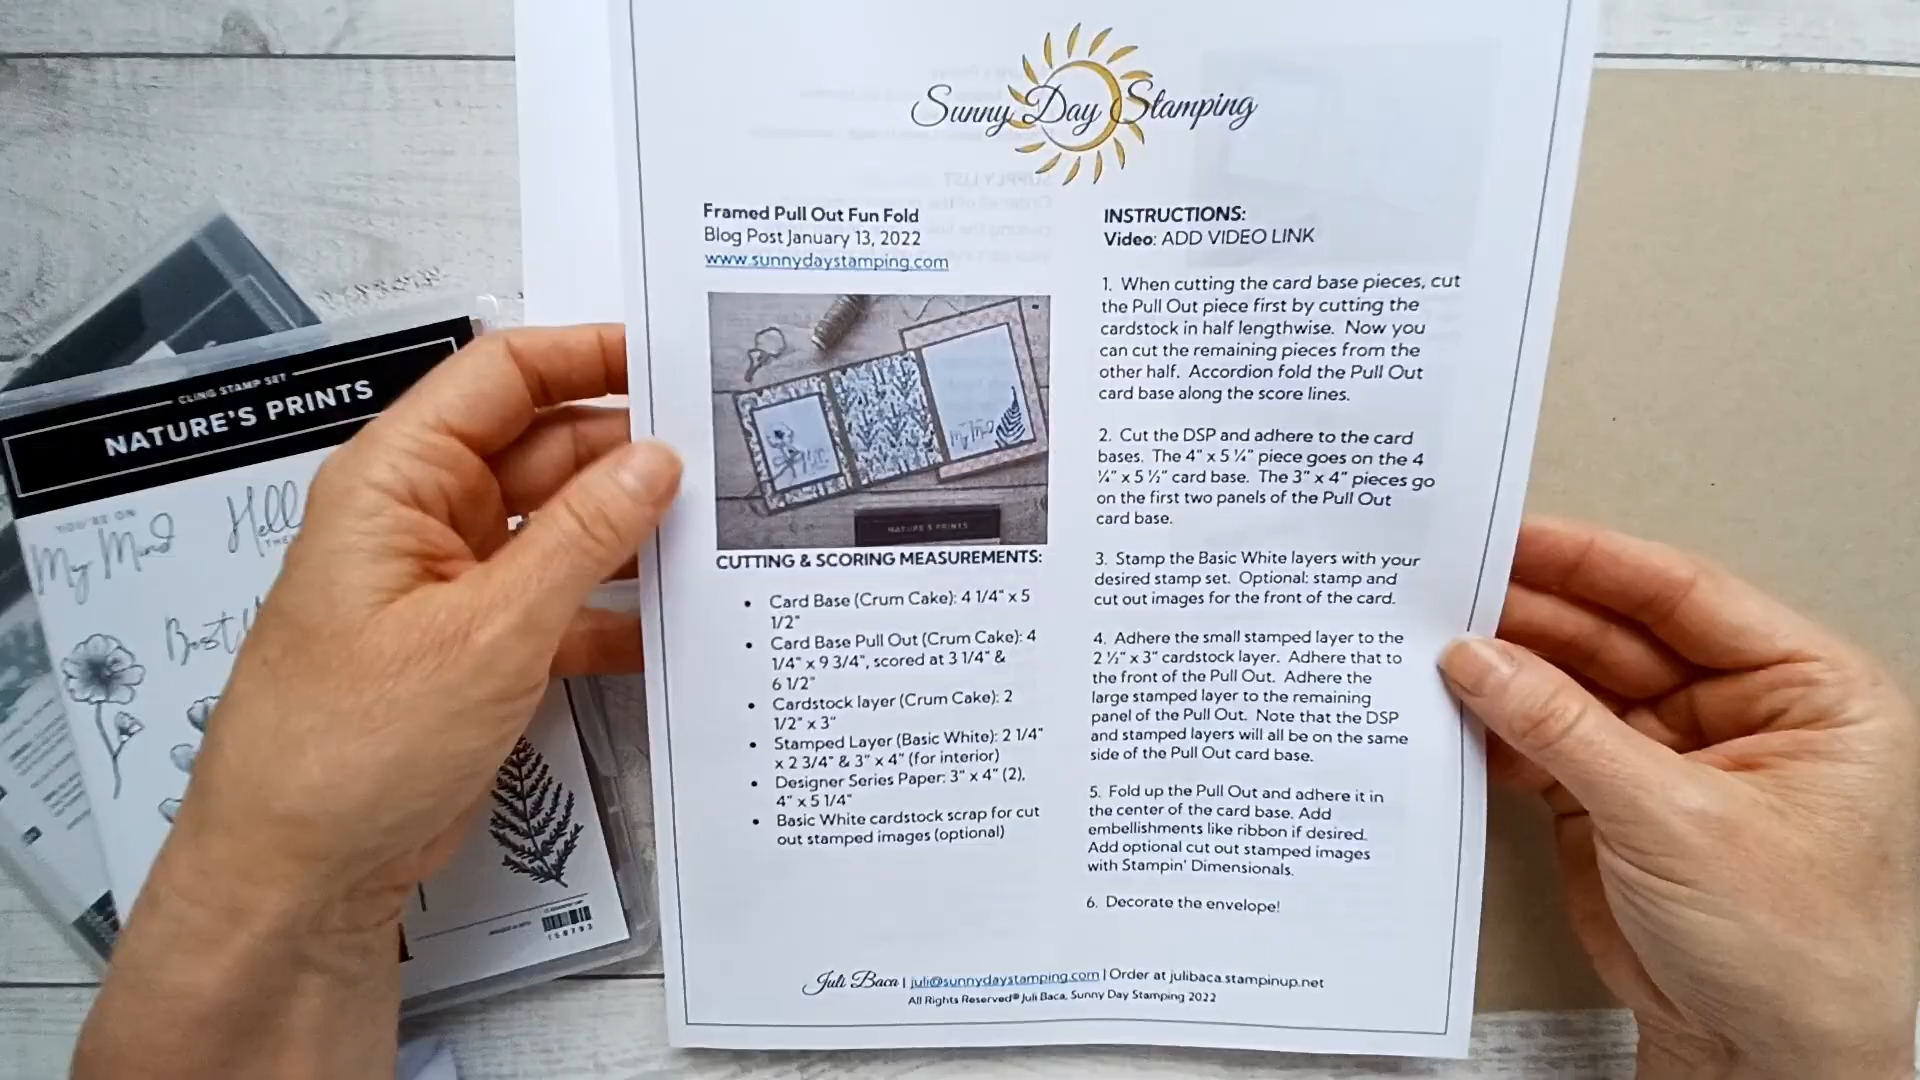 Sunny Day Stamping
Framed Pull Out Fun Fold
Blog Post January 13, 2022
www.sunnydaystamping.com
NATURE'S PRINTS
CUTTING & SCORING MEASUREMENTS:
• Card Base (Crum Cake): 4 1/4" x 5
1/2"
• Card Base Pull Out (Crum Cake): 4
1/4" x 9 3/4", scored at 3 1/4" &
6 1/2"
• Cardstock layer (Crum Cake): 2
1/2" x 3"
• Stamped Layer (Basic White): 2 1/4"
x 2 3/4" & 3" x 4" (for interior)
• Designer Series Paper: 3" x 4" (2),
4" x 5 1/4"
• Basic White cardstock scrap for cut
out stamped images (optional)
INSTRUCTIONS:
Video: ADD VIDEO LINK
1. When cutting the card base pieces, cut
the Pull Out piece first by cutting the
cardstock in half lengthwise. Now you
can cut the remaining pieces from the
other half. Accordion fold the Pull Out
card base along the score lines.
2. Cut the DSP and adhere to the card
bases. The 4" x 5 ¼" piece goes on the 4
¼" x 5 ½" card base. The 3" x 4" pieces go
on the first two panels of the Pull Out
card base.
3. Stamp the Basic White layers with your
desired stamp set. Optional: stamp and
cut out images for the front of the card.
4. Adhere the small stamped layer to the
2 ½" x 3" cardstock layer. Adhere that to
the front of the Pull Out. Adhere the
large stamped layer to the remaining
panel of the Pull Out. Note that the DSP
and stamped layers will all be on the same
side of the Pull Out card base.
5. Fold up the Pull Out and adhere it in
the center of the card base. Add
embellishments like ribbon if desired.
Add optional cut out stamped images
with Stampin' Dimensionals.
6. Decorate the envelope!
Juli Baca | juli@sunnydaystamping.com | Order at julibaca.stampinup.net
All Rights Reserved® Juli Baca, Sunny Day Stamping 2022
CLING STAMP SET
NATURE'S PRINTS
YOU'RE ON
My Mind